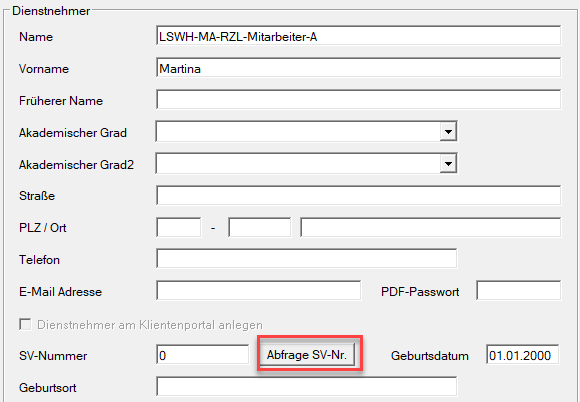 Dienstnehmer
Name LSWH-MA-RZL-Mitarbeiter-A
Vorname Martina
Früherer Name
Akademischer Grad
Akademischer Grad2
Straße
PLZ / Ort -
Telefon
E-Mail Adresse PDF-Passwort
Dienstnehmer am Klientenportal anlegen
SV-Nummer 0 Abfrage SV-Nr. Geburtsdatum 01.01.2000
Geburtsort